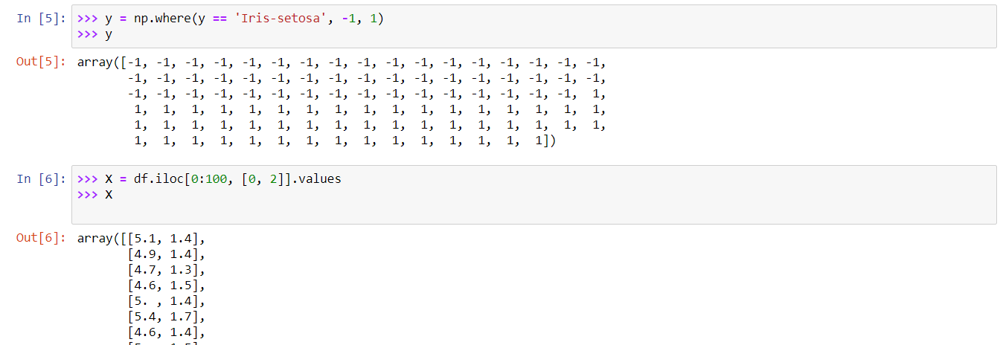 In [5]: >>> y = np.where(y == 'Iris-setosa', -1, 1)
>>> y
Out[5]: array([-1, -1, -1, -1, -1, -1, -1, -1, -1, -1, -1, -1, -1, -1, -1, -1, -1,
-1, -1, -1, -1, -1, -1, -1, -1, -1, -1, -1, -1, -1, -1, -1, -1, -1,
-1, -1, -1, -1, -1, -1, -1, -1, -1, -1, -1, -1, -1, -1, -1, -1, 1,
1, 1, 1, 1, 1, 1, 1, 1, 1, 1, 1, 1, 1, 1, 1, 1, 1,
1, 1, 1, 1, 1, 1, 1, 1, 1, 1, 1, 1, 1, 1, 1, 1, 1,
1, 1, 1, 1, 1, 1, 1, 1, 1, 1, 1, 1, 1, 1, 1])
In [6]: >>> X = df.iloc[0:100, [0, 2]].values
>>> X
Out[6]: array([[5.1, 1.4],
[4.9, 1.4],
[4.7, 1.3],
[4.6, 1.5],
[5. , 1.4],
[5.4, 1.7],
[4.6, 1.4],